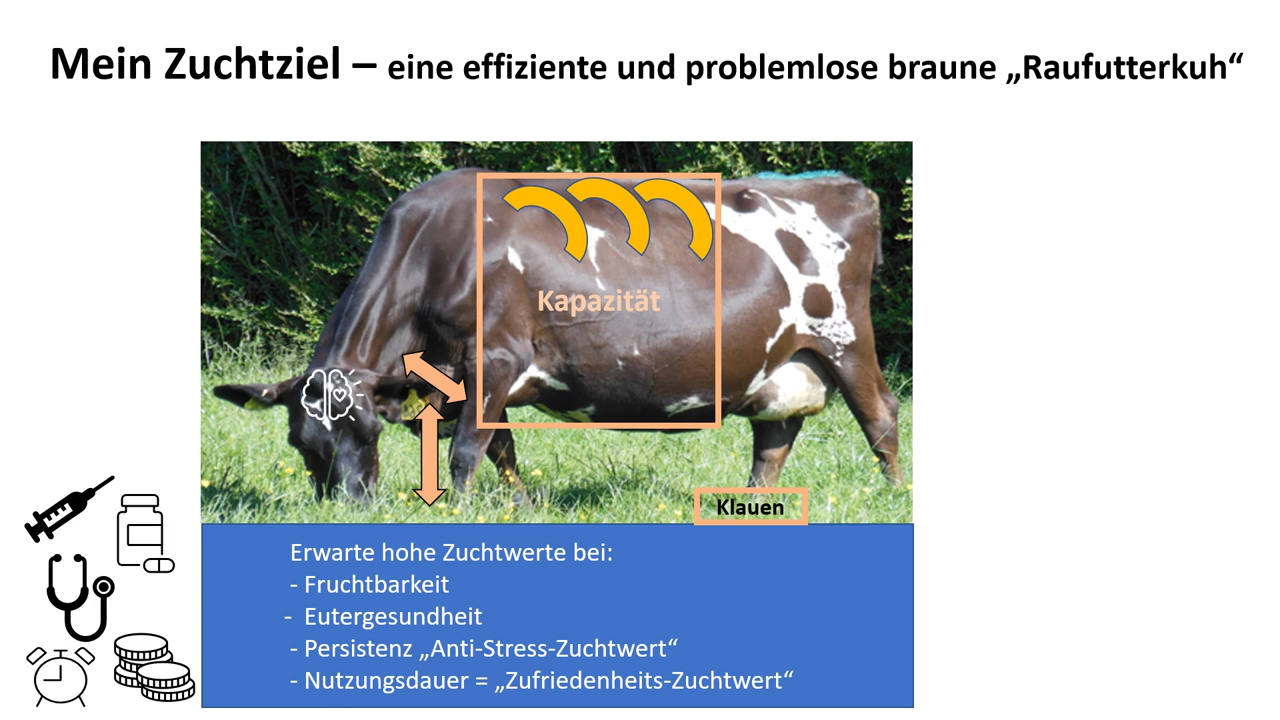 Mein Zuchtziel – eine effiziente und problemlose braune „Raufutterkuh“
Kapazität
Klauen
Erwarte hohe Zuchtwerte bei:
- Fruchtbarkeit
- Eutergesundheit
- Persistenz „Anti-Stress-Zuchtwert“
- Nutzungsdauer = „Zufriedenheits-Zuchtwert“